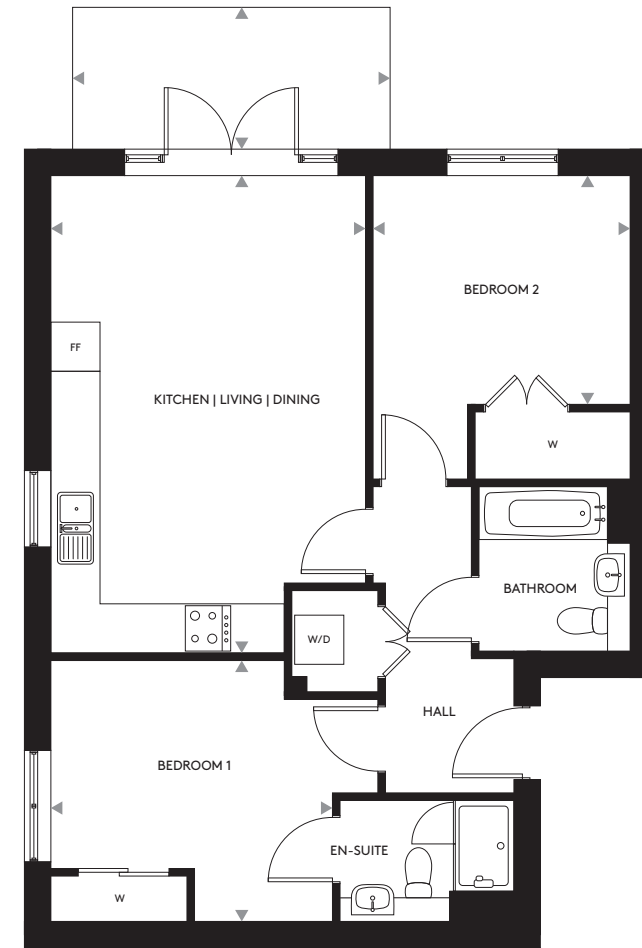 BEDROOM 2
FF
KITCHEN | LIVING | DINING
W
BATHROOM
W/D
HALL
BEDROOM 1
EN-SUITE
W